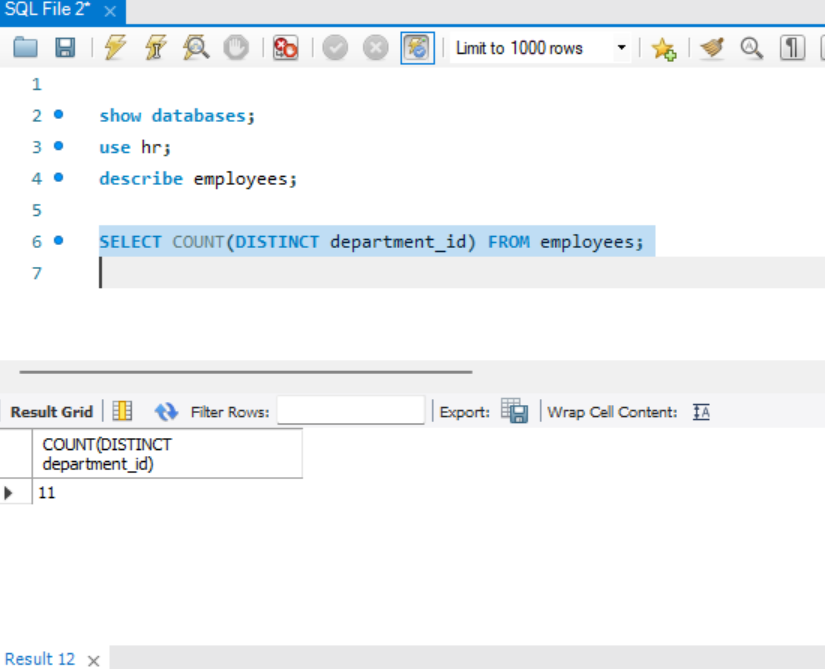 SQL File 2*
Limit to 1000 rows
1
2 show databases;
3 use hr;
4 describe employees;
5
6 SELECT COUNT(DISTINCT department_id) FROM employees;
7
Result Grid Filter Rows: Export: Wrap Cell Content:
COUNT(DISTINCT
department_id)
11
Result 12